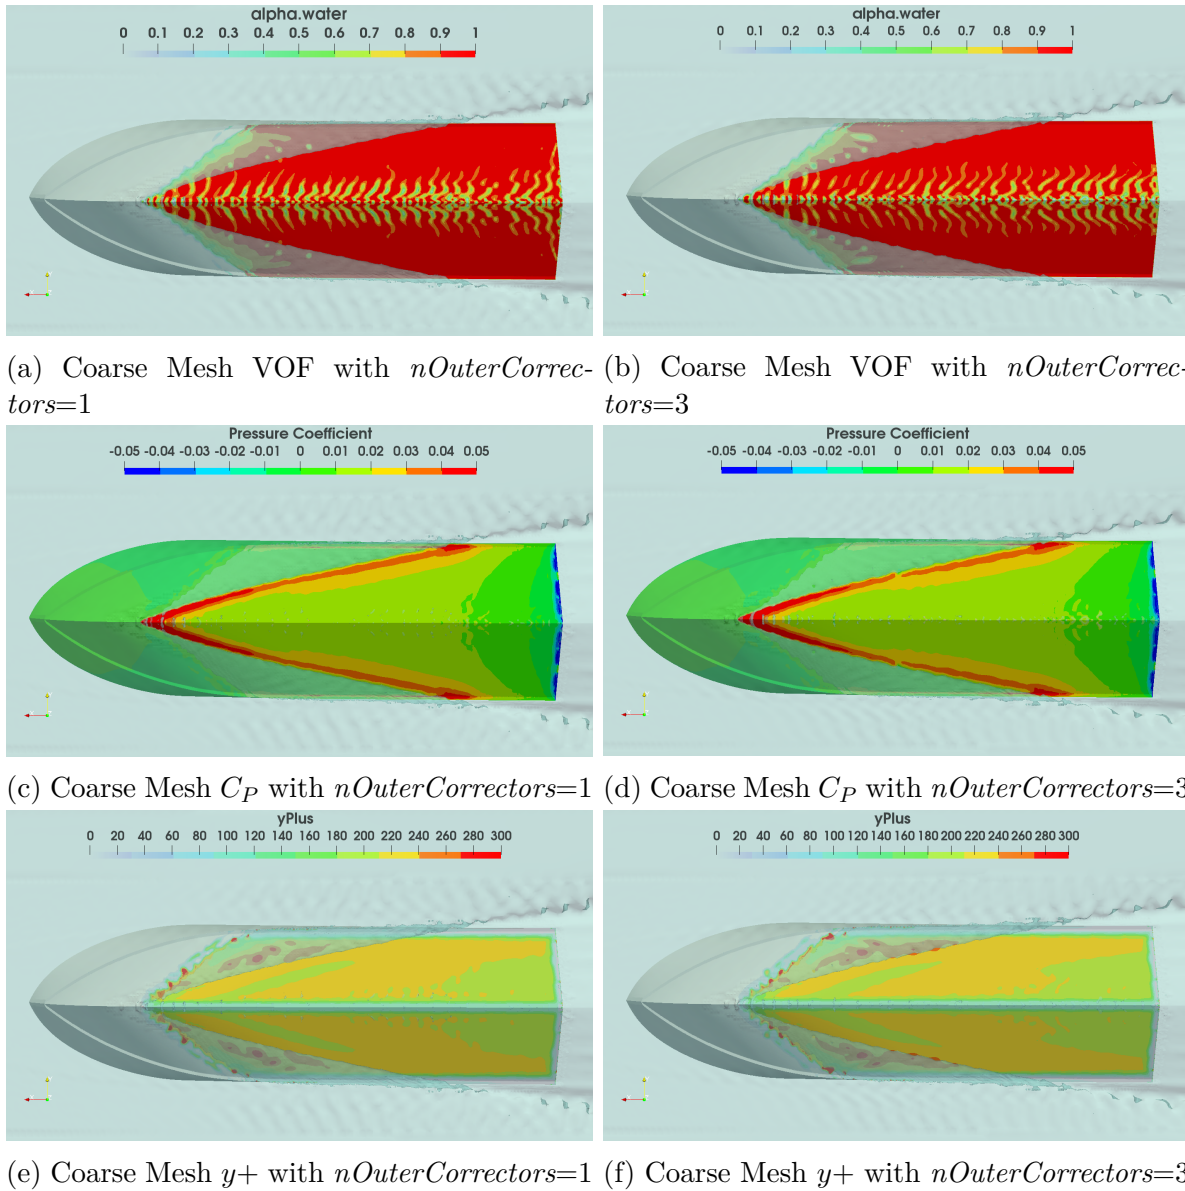 alpha.water
0 0.1 0.2 0.3 0.4 0.5 0.6 0.7 0.8 0.9 1
alpha.water
0 0.1 0.2 0.3 0.4 0.5 0.6 0.7 0.8 0.9 1
(a) Coarse Mesh VOF with nOuterCorrec-
tors=1
(b) Coarse Mesh VOF with nOuterCorrec-
tors=3
Pressure Coefficient
-0.05 -0.04 -0.03 -0.02 -0.01 0 0.01 0.02 0.03 0.04 0.05
Pressure Coefficient
-0.05 -0.04 -0.03 -0.02 -0.01 0 0.01 0.02 0.03 0.04 0.05
(c) Coarse Mesh CP with nOuterCorrectors=1
(d) Coarse Mesh CP with nOuterCorrectors=3
yPlus
0 20 40 60 80 100 120 140 160 180 200 220 240 260 280 300
yPlus
0 20 40 60 80 100 120 140 160 180 200 220 240 260 280 300
(e) Coarse Mesh y+ with nOuterCorrectors=1
(f) Coarse Mesh y+ with nOuterCorrectors=3